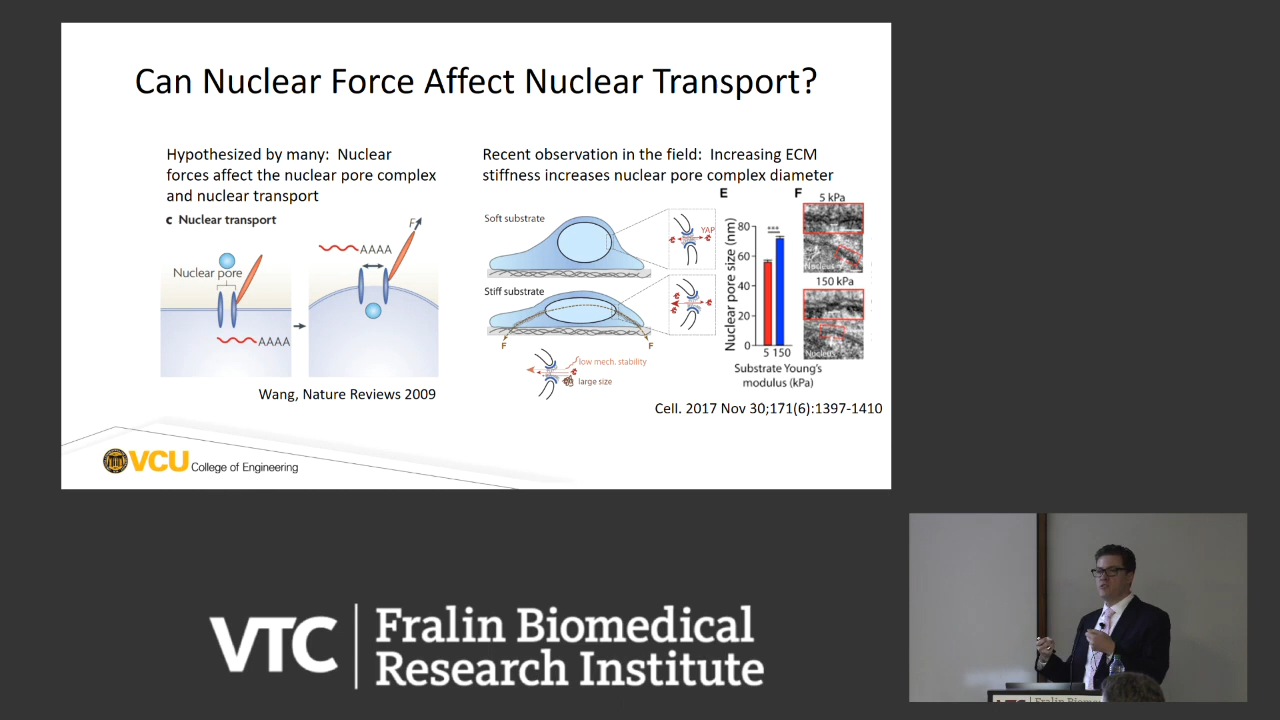 Can Nuclear Force Affect Nuclear Transport?
Hypothesized by many: Nuclear
forces affect the nuclear pore complex
and nuclear transport
c Nuclear transport
Nuclear pore
AAAA
F
AAAA
Wang, Nature Reviews 2009
Recent observation in the field: Increasing ECM
stiffness increases nuclear pore complex diameter
Soft substrate
YAP
Stiff substrate
F
F
low mech. stability
large size
E
Nuclear pore size (nm)
80
60
40
20
0
***
5 150
Substrate Young's
modulus (kPa)
F
5 kPa
Nucleus
150 kPa
Nucleus
Cell. 2017 Nov 30;171(6):1397-1410
VCU College of Engineering
VTC
Fralin Biomedical
Research Institute
VTC Fralin Biome